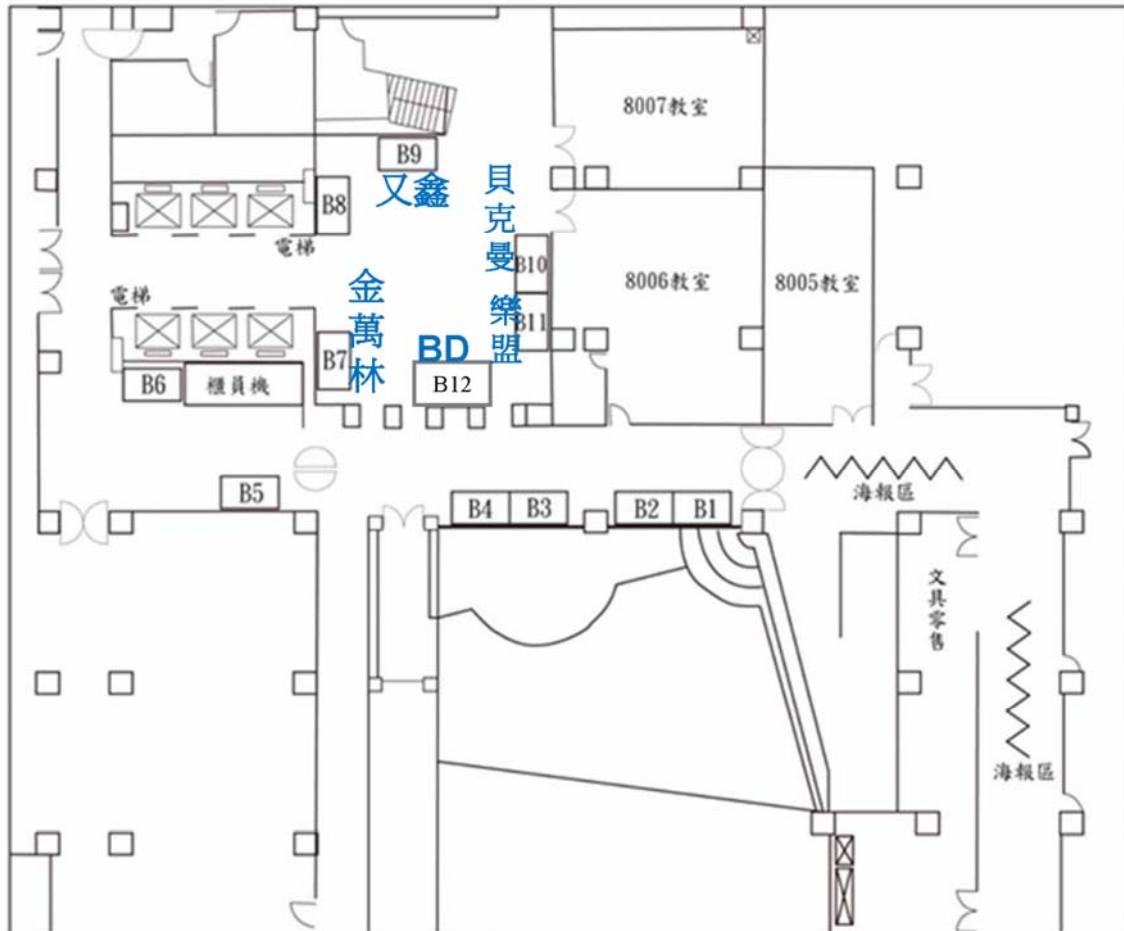 8007教室
B9
又鑫
貝克曼
B8
電梯
B10
8006教室
8005教室
電梯
金萬林
樂盟
B11
BD
B7
B12
B6
櫃員機
B5
B4
B3
B2
B1
海報區
文具零售
海報區